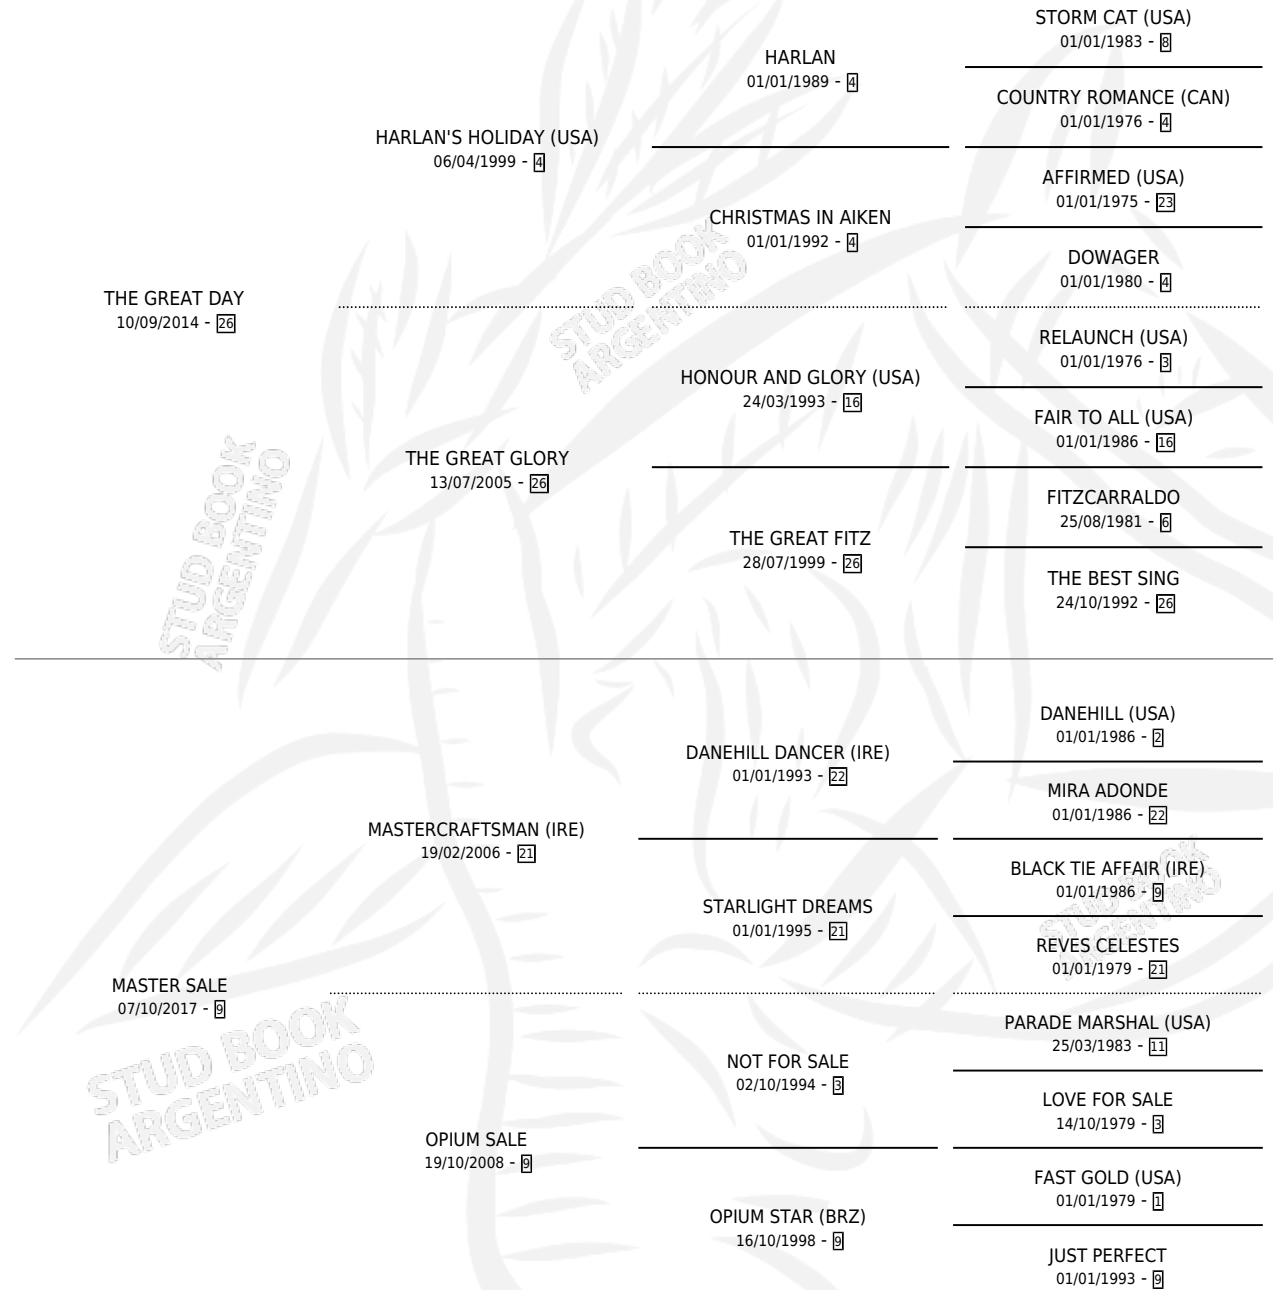 STORM CAT (USA)
01/01/1983 - 8
HARLAN
01/01/1989 - 4
COUNTRY ROMANCE (CAN)
01/01/1976 - 4
HARLAN'S HOLIDAY (USA)
06/04/1999 - 4
AFFIRMED (USA)
01/01/1975 - 23
CHRISTMAS IN AIKEN
01/01/1992 - 4
DOWAGER
01/01/1980 - 4
THE GREAT DAY
10/09/2014 - 26
RELAUNCH (USA)
01/01/1976 - 3
HONOUR AND GLORY (USA)
24/03/1993 - 16
FAIR TO ALL (USA)
01/01/1986 - 16
THE GREAT GLORY
13/07/2005 - 26
FITZCARRALDO
25/08/1981 - 6
THE GREAT FITZ
28/07/1999 - 26
THE BEST SING
24/10/1992 - 26
STUD BOOK
ARGENTINO
STUD BOOK
ARGENTINO
DANEHILL (USA)
01/01/1986 - 2
DANEHILL DANCER (IRE)
01/01/1993 - 22
MIRA ADONDE
01/01/1986 - 22
MASTERCRAFTSMAN (IRE)
19/02/2006 - 21
BLACK TIE AFFAIR (IRE)
01/01/1986 - 9
STARLIGHT DREAMS
01/01/1995 - 21
REVES CELESTES
01/01/1979 - 21
MASTER SALE
07/10/2017 - 9
PARADE MARSHAL (USA)
25/03/1983 - 11
NOT FOR SALE
02/10/1994 - 3
LOVE FOR SALE
14/10/1979 - 3
OPIUM SALE
19/10/2008 - 9
FAST GOLD (USA)
01/01/1979 - 1
OPIUM STAR (BRZ)
16/10/1998 - 9
JUST PERFECT
01/01/1993 - 9
STUD BOOK
ARGENTINO
STUD BOOK
ARGENTINO